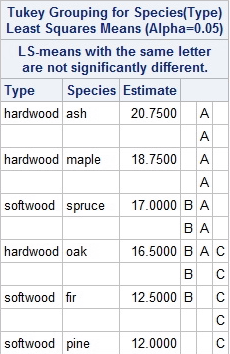 Tukey Grouping for Species(Type)
Least Squares Means (Alpha=0.05)
LS-means with the same letter
are not significantly different.
Type Species Estimate
hardwood ash 20.7500 A
A
hardwood maple 18.7500 A
A
softwood spruce 17.0000 B A
B A
hardwood oak 16.5000 B A C
B C
softwood fir 12.5000 B C
C
softwood pine 12.0000 C